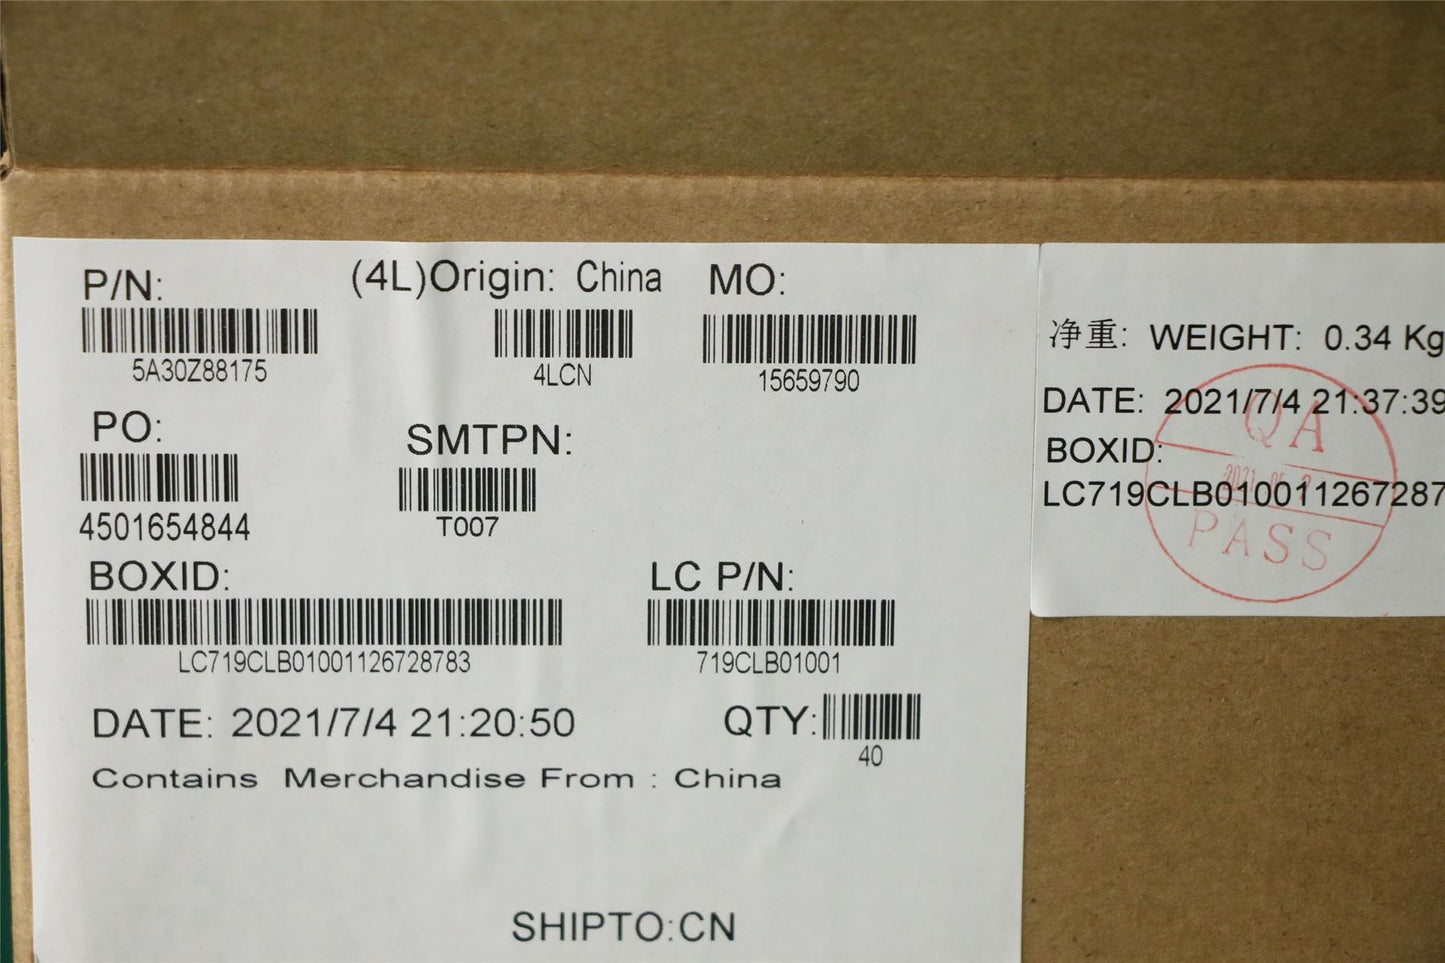 P/N:
(4L)Origin: China
MO:
5A30Z88175
4LCN
15659790
PO:
SMTPN:
4501654844
T007
BOXID:
LC P/N:
LC719CLB01001126728783
719CLB01001
DATE: 2021/7/4 21:20:50
QTY:
40
Contains Merchandise From : China
SHIPTO:CN
净重: WEIGHT: 0.34 Kg
DATE: 2021/7/4 21:37:39
BOXID:
LC719CLB010011267287
QA
PASS